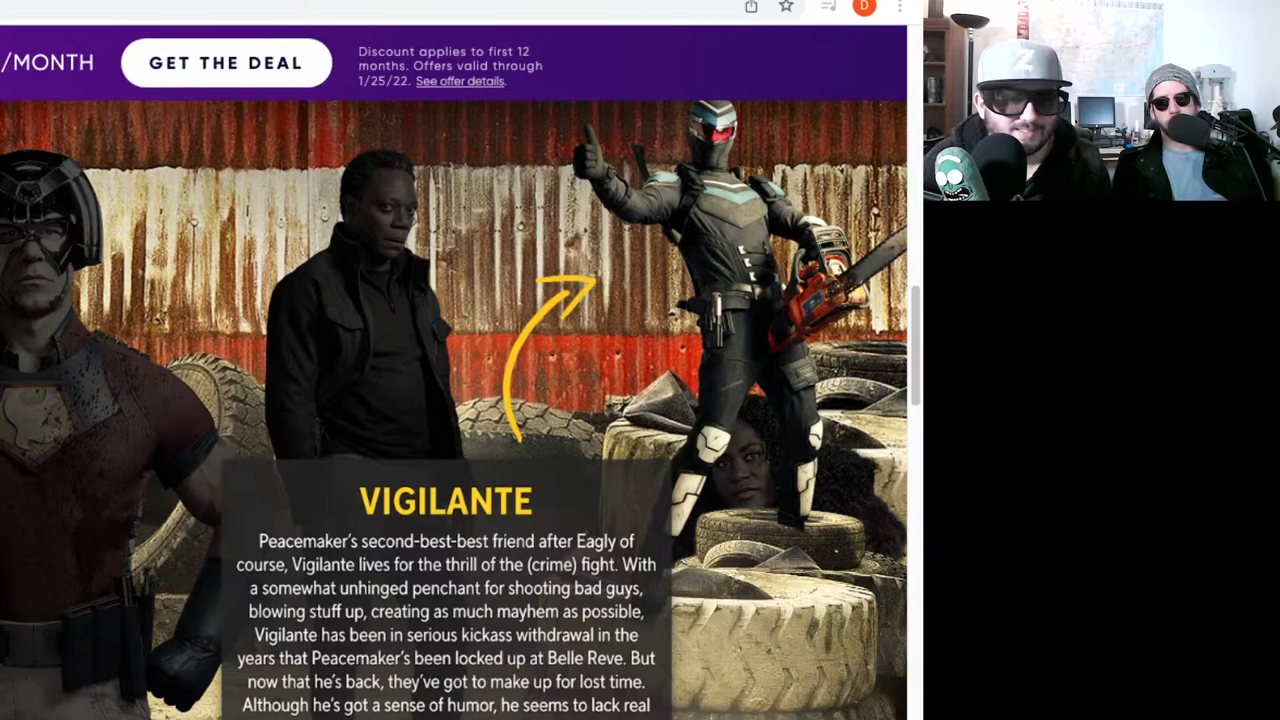 D
/MONTH
GET THE DEAL
Discount applies to first 12
months. Offers valid through
1/25/22. See offer details.
Z
VIGILANTE
Peacemaker's second-best-best friend after Eagly of
course, Vigilante lives for the thrill of the (crime) fight. With
a somewhat unhinged penchant for shooting bad guys,
blowing stuff up, creating as much mayhem as possible,
Vigilante has been in serious kickass withdrawal in the
years that Peacemaker's been locked up at Belle Reve. But
now that he's back, they've got to make up for lost time.
Although he's got a sense of humor, he seems to lack real